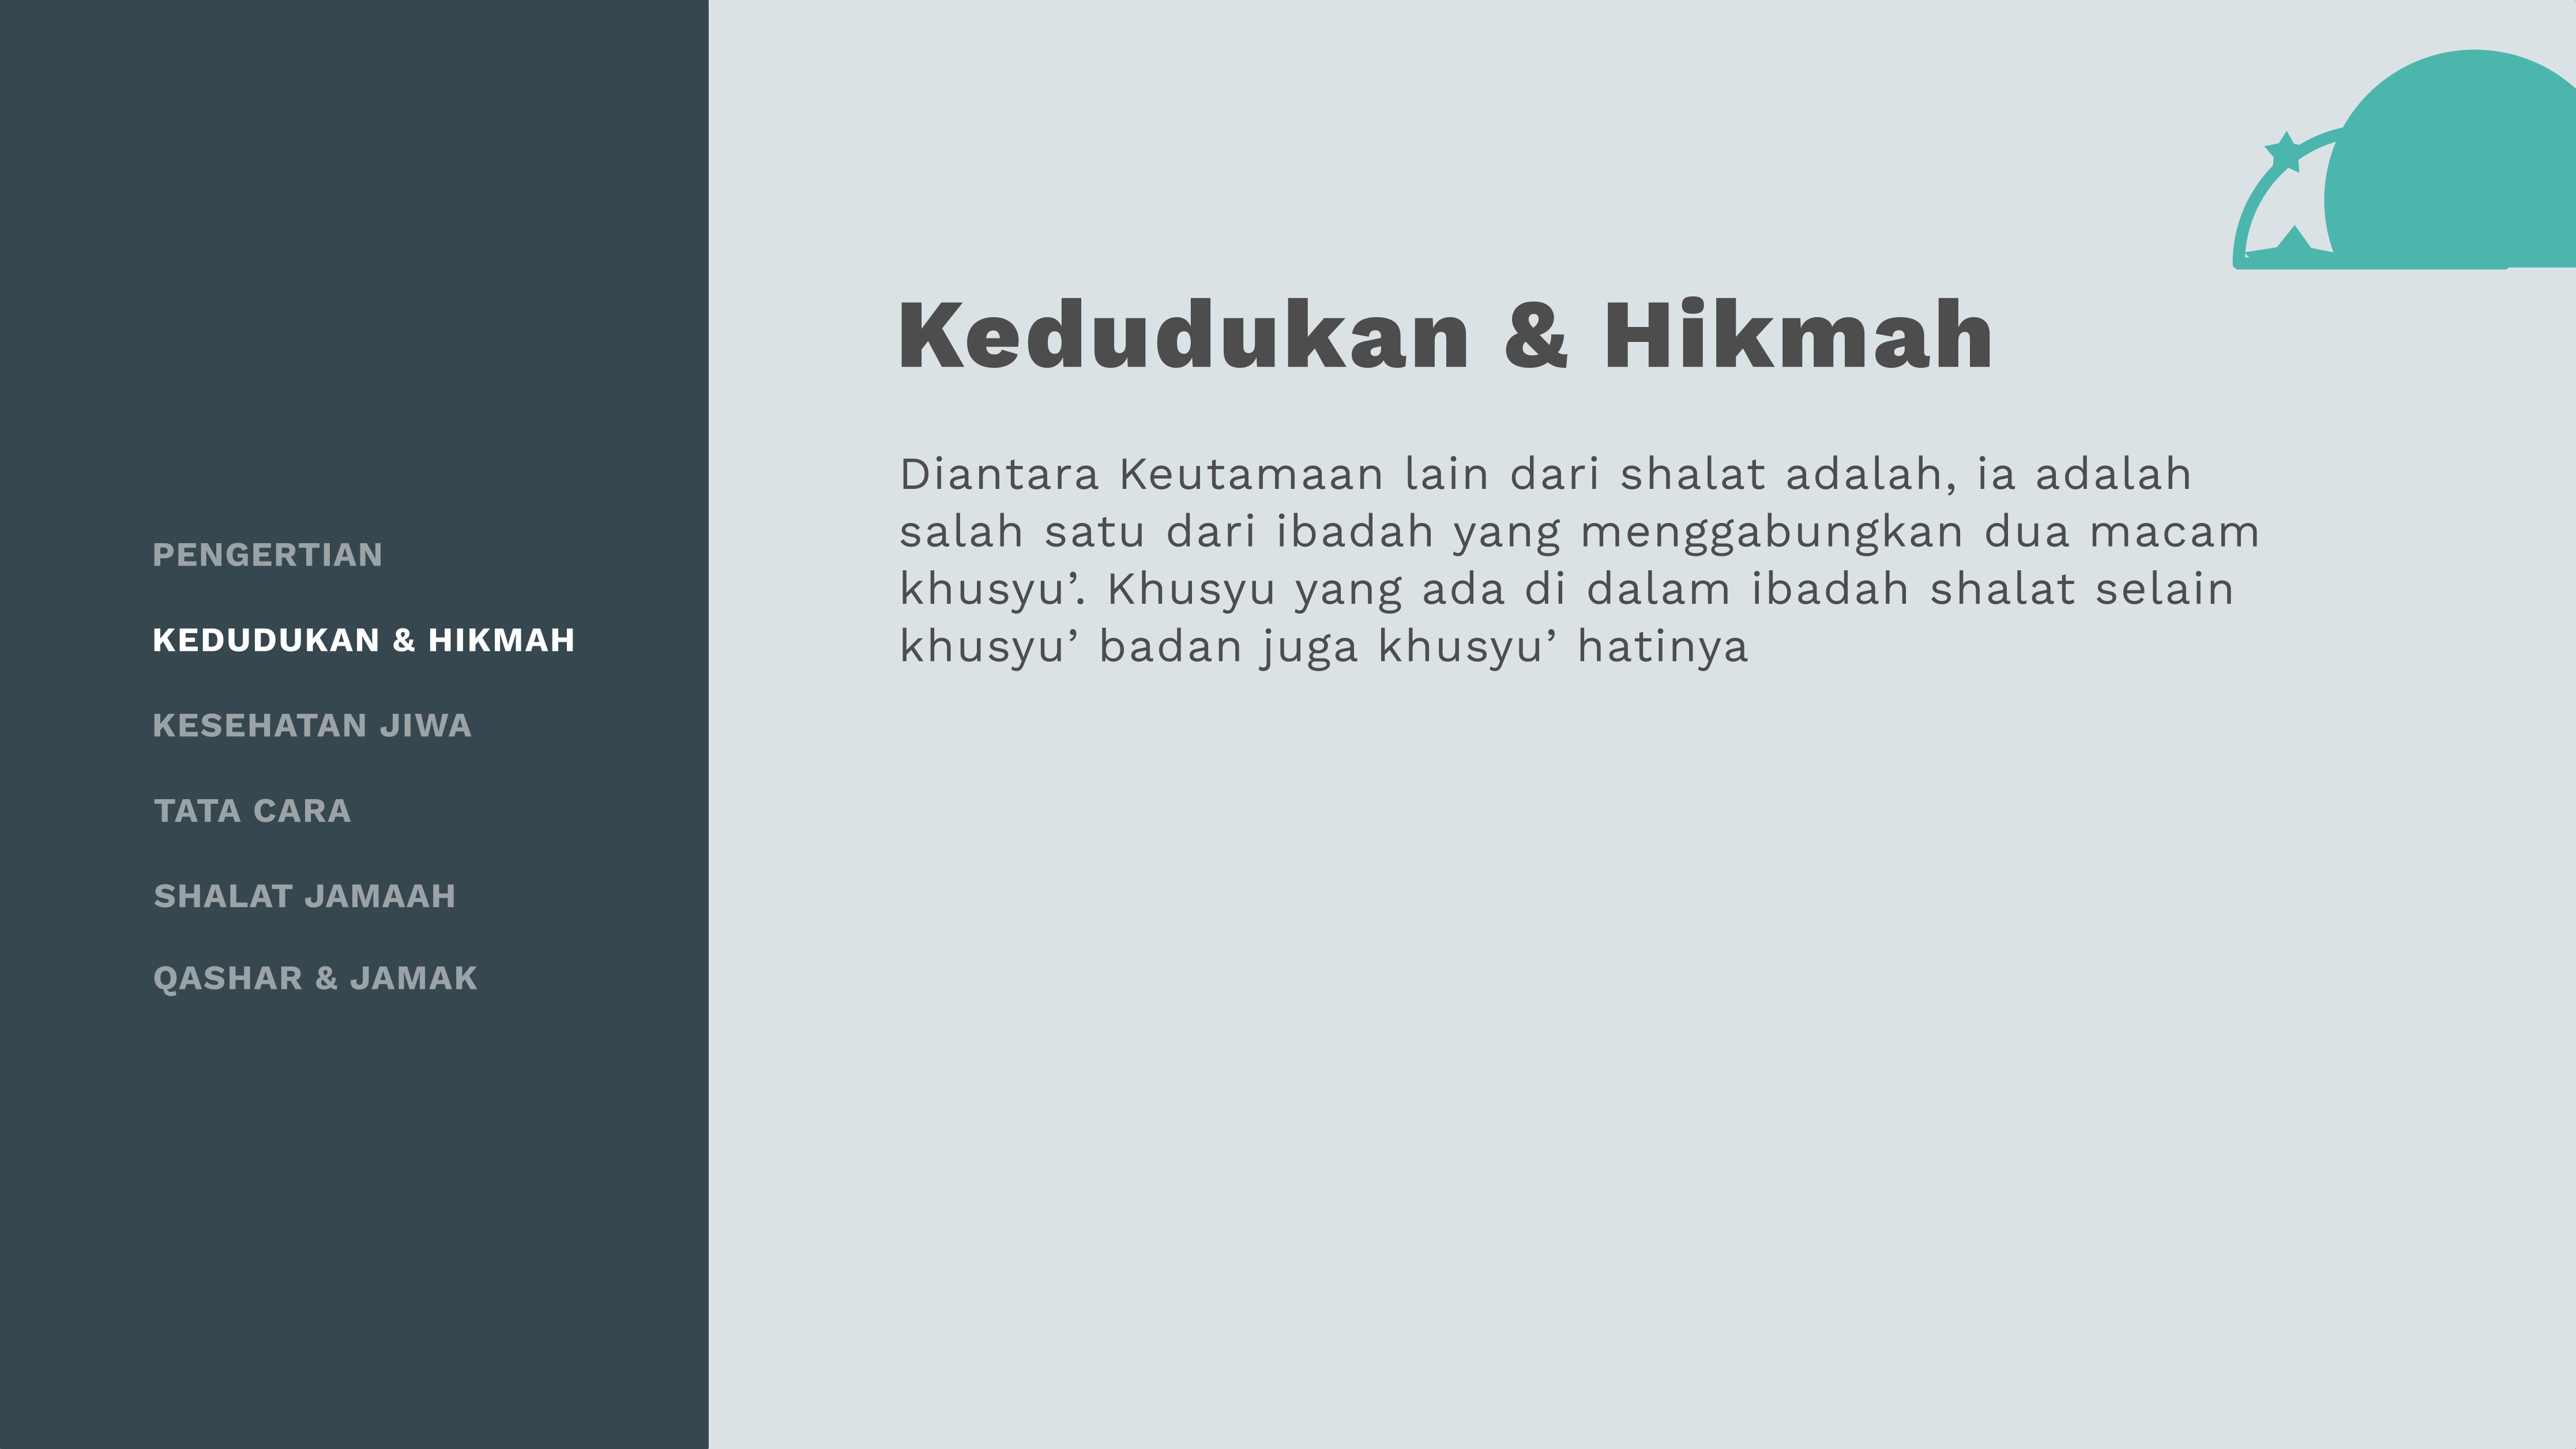 PENGERTIAN
KEDUDUKAN & HIKMAH
KESEHATAN JIWA
TATA CARA
SHALAT JAMAAH
QASHAR & JAMAK
Kedudukan & Hikmah
Diantara Keutamaan lain dari shalat adalah, ia adalah
salah satu dari ibadah yang menggabungkan dua macam
khusyu’. Khusyu yang ada di dalam ibadah shalat selain
khusyu’ badan juga khusyu’ hatinya